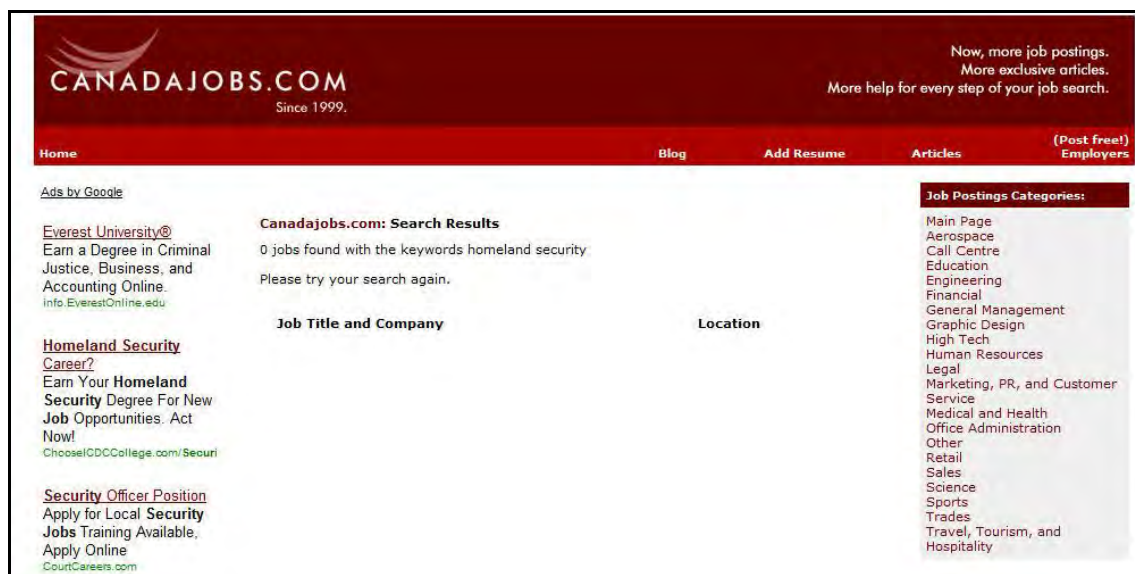 CANADAJOBS.COM
Since 1999.
Now, more job postings.
More exclusive articles.
More help for every step of your job search.
Home
Blog
Add Resume
Articles
(Post free!)
Employers
Ads by Google
Everest University®
Earn a Degree in Criminal
Justice, Business, and
Accounting Online.
info.EverestOnline.edu
Homeland Security
Career?
Earn Your Homeland
Security Degree For New
Job Opportunities. Act
Now!
ChooseICDCCollege.com/Securi
Security Officer Position
Apply for Local Security
Jobs Training Available,
Apply Online
CourtCareers.com
Canadajobs.com: Search Results
0 jobs found with the keywords homeland security
Please try your search again.
Job Title and Company
Location
Job Postings Categories:
Main Page
Aerospace
Call Centre
Education
Engineering
Financial
General Management
Graphic Design
High Tech
Human Resources
Legal
Marketing, PR, and Customer
Service
Medical and Health
Office Administration
Other
Retail
Sales
Science
Sports
Trades
Travel, Tourism, and
Hospitality